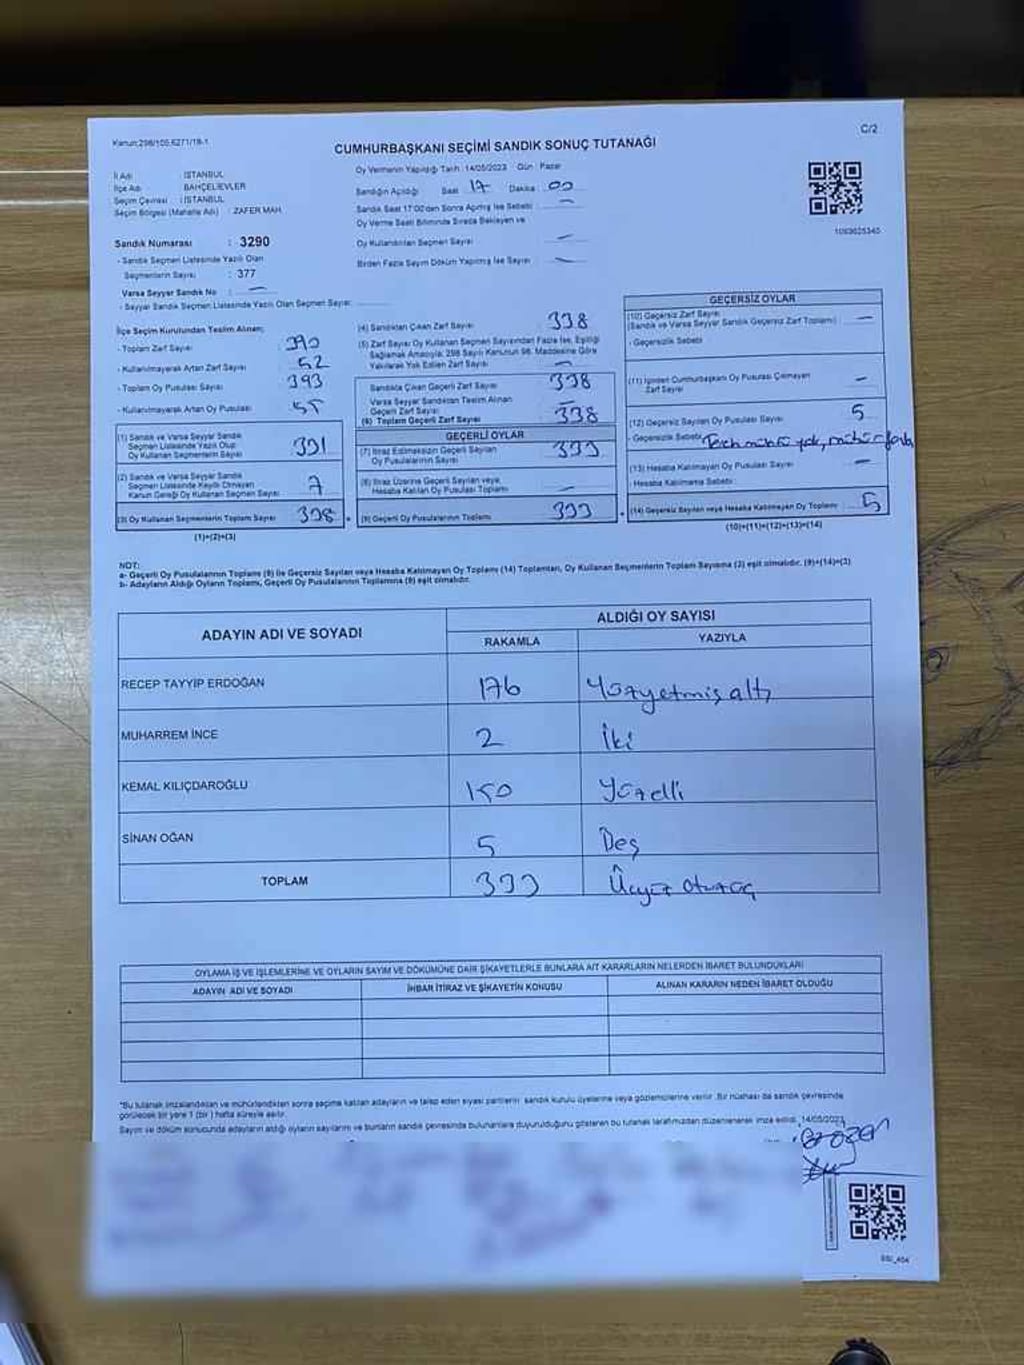 Kanun:298/105,6271/18-1
C/2
CUMHURBAŞKANI SEÇİMİ SANDIK SONUÇ TUTANAĞI
İl Adı : İSTANBUL
İlçe Adı : BAHÇELİEVLER
Seçim Çevresi : İSTANBUL
Seçim Bölgesi (Mahalle Adı) : ZAFER MAH.
Sandık Numarası : 3290
- Sandık Seçmen Listesinde Yazılı Olan
Seçmenlerin Sayısı : 377
Varsa Seyyar Sandık No : —
- Seyyar Sandık Seçmen Listesinde Yazılı Olan Seçmen Sayısı:
Oy Vermenin Yapıldığı Tarih : 14/05/2023 Gün : Pazar
Sandığın Açıldığı Saat 17 Dakika 00
Sandık Saat 17:00'den Sonra Açılmış İse Sebebi —
Oy Verme Saati Bitiminde Sırada Bekleyen ve
Oy Kullandırılan Seçmen Sayısı —
Birden Fazla Sayım Döküm Yapılmış İse Sayısı —
1093625340
İlçe Seçim Kurulundan Teslim Alınan;
- Toplam Zarf Sayısı 390
- Kullanılmayarak Artan Zarf Sayısı 52
- Toplam Oy Pusulası Sayısı 393
- Kullanılmayarak Artan Oy Pusulası 55
(1) Sandık ve Varsa Seyyar Sandık
Seçmen Listesinde Yazılı Olup
Oy Kullanan Seçmenlerin Sayısı 331
(2) Sandık ve Varsa Seyyar Sandık
Seçmen Listesinde Kayıtlı Olmayan
Kanun Gereği Oy Kullanan Seçmen Sayısı 7
(3) Oy Kullanan Seçmenlerin Toplam Sayısı 338
(1)+(2)=(3)
(4) Sandıktan Çıkan Zarf Sayısı 338
(5) Zarf Sayısı Oy Kullanan Seçmen Sayısından Fazla İse, Eşitliği
Sağlamak Amacıyla; 298 Sayılı Kanunun 98. Maddesine Göre
Yakılarak Yok Edilen Zarf Sayısı —
Sandıkta Çıkan Geçerli Zarf Sayısı 338
Varsa Seyyar Sandıktan Teslim Alınan
Geçerli Zarf Sayısı —
(6) Toplam Geçerli Zarf Sayısı 338
GEÇERLİ OYLAR
(7) İtiraz Edilmeksizin Geçerli Sayılan
Oy Pusulalarının Sayısı 333
(8) İtiraz Üzerine Geçerli Sayılan veya
Hesaba Katılan Oy Pusulası Toplamı —
(9) Geçerli Oy Pusulalarının Toplamı 333
GEÇERSİZ OYLAR
(10) Geçersiz Zarf Sayısı —
(Sandık ve Varsa Seyyar Sandık Geçersiz Zarf Toplamı)
- Geçersizlik Sebebi
(11) İçinden Cumhurbaşkanı Oy Pusulası Çıkmayan
Zarf Sayısı —
(12) Geçersiz Sayılan Oy Pusulası Sayısı 5
- Geçersizlik Sebebi yok,
(13) Hesaba Katılmayan Oy Pusulası Sayısı —
- Hesaba Katılmama Sebebi
(14) Geçersiz Sayılan veya Hesaba Katılmayan Oy Toplamı 5
(10)+(11)+(12)+(13)=(14)
NOT:
a- Geçerli Oy Pusulalarının Toplamı (9) ile Geçersiz Sayılan veya Hesaba Katılmayan Oy Toplamı (14) Toplamları, Oy Kullanan Seçmenlerin Toplam Sayısına (3) eşit olmalıdır. (9)+(14)=(3)
b- Adayların Aldığı Oyların Toplamı, Geçerli Oy Pusulalarının Toplamına (9) eşit olmalıdır.
ADAYIN ADI VE SOYADI
ALDIĞI OY SAYISI
RAKAMLA YAZIYLA
RECEP TAYYİP ERDOĞAN 176 Yüzyetmiş altı
MUHARREM İNCE 2 İki
KEMAL KILIÇDAROĞLU 150 Yüzelli
SİNAN OĞAN 5 Beş
TOPLAM 333 Üçyüz otuzüç
OYLAMA İŞ VE İŞLEMLERİNE VE OYLARIN SAYIM VE DÖKÜMÜNE DAİR ŞİKAYETLERLE BUNLARA AİT KARARLARIN NELERDEN İBARET BULUNDUKLARI
ADAYIN ADI VE SOYADI İHBAR İTİRAZ VE ŞİKAYETİN KONUSU ALINAN KARARIN NEDEN İBARET OLDUĞU
*Bu tutanak imzalandıktan ve mühürlendikten sonra seçime katılan adayların ve talep eden siyasi partilerin sandık kurulu üyelerine veya gözlemcilerine verilir. Bir nüshası da sandık çevresinde
görülecek bir yere 1 (bir) hafta süreyle asılır.
Sayım ve döküm sonucunda adayların aldığı oyların sayılarını ve bunların sandık çevresinde bulunanlara duyurulduğunu gösteren bu tutanak tarafımızdan düzenlenerek imza edildi. 14/05/2023